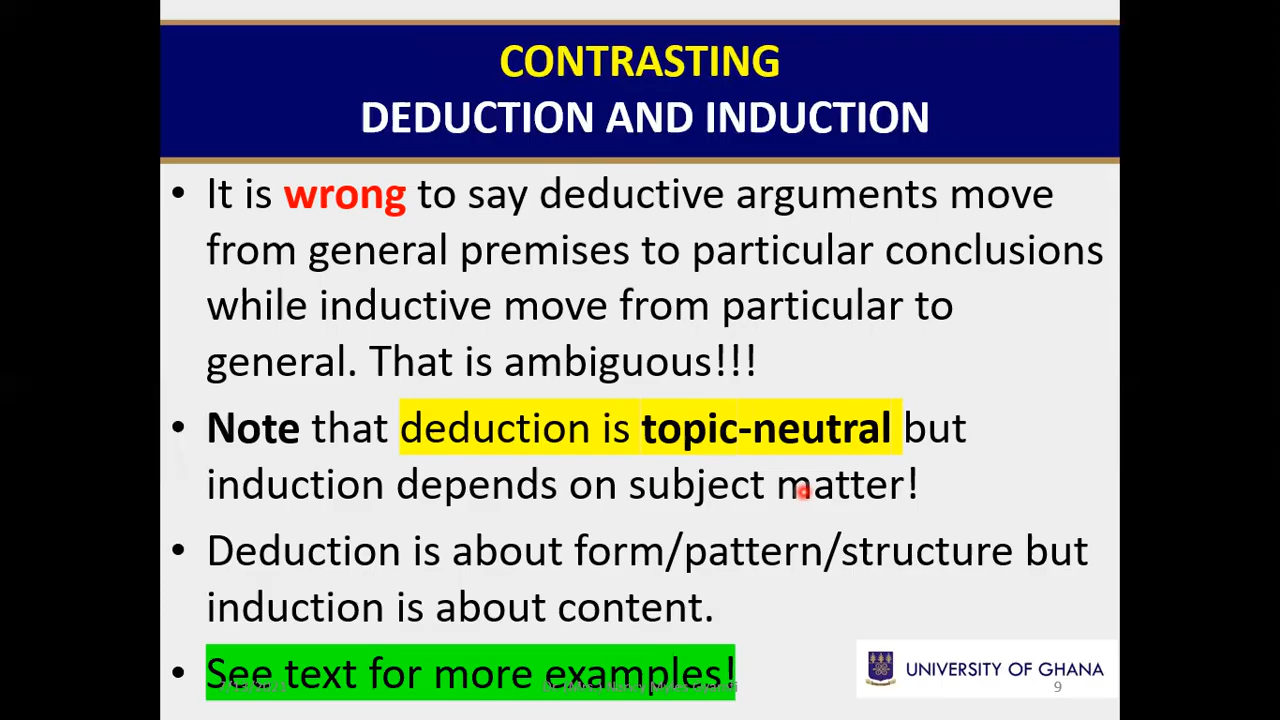 CONTRASTING
DEDUCTION AND INDUCTION
• It is wrong to say deductive arguments move
from general premises to particular conclusions
while inductive move from particular to
general. That is ambiguous!!!
• Note that deduction is topic-neutral but
induction depends on subject matter!
• Deduction is about form/pattern/structure but
induction is about content.
• See text for more examples!
UNIVERSITY OF GHANA
9